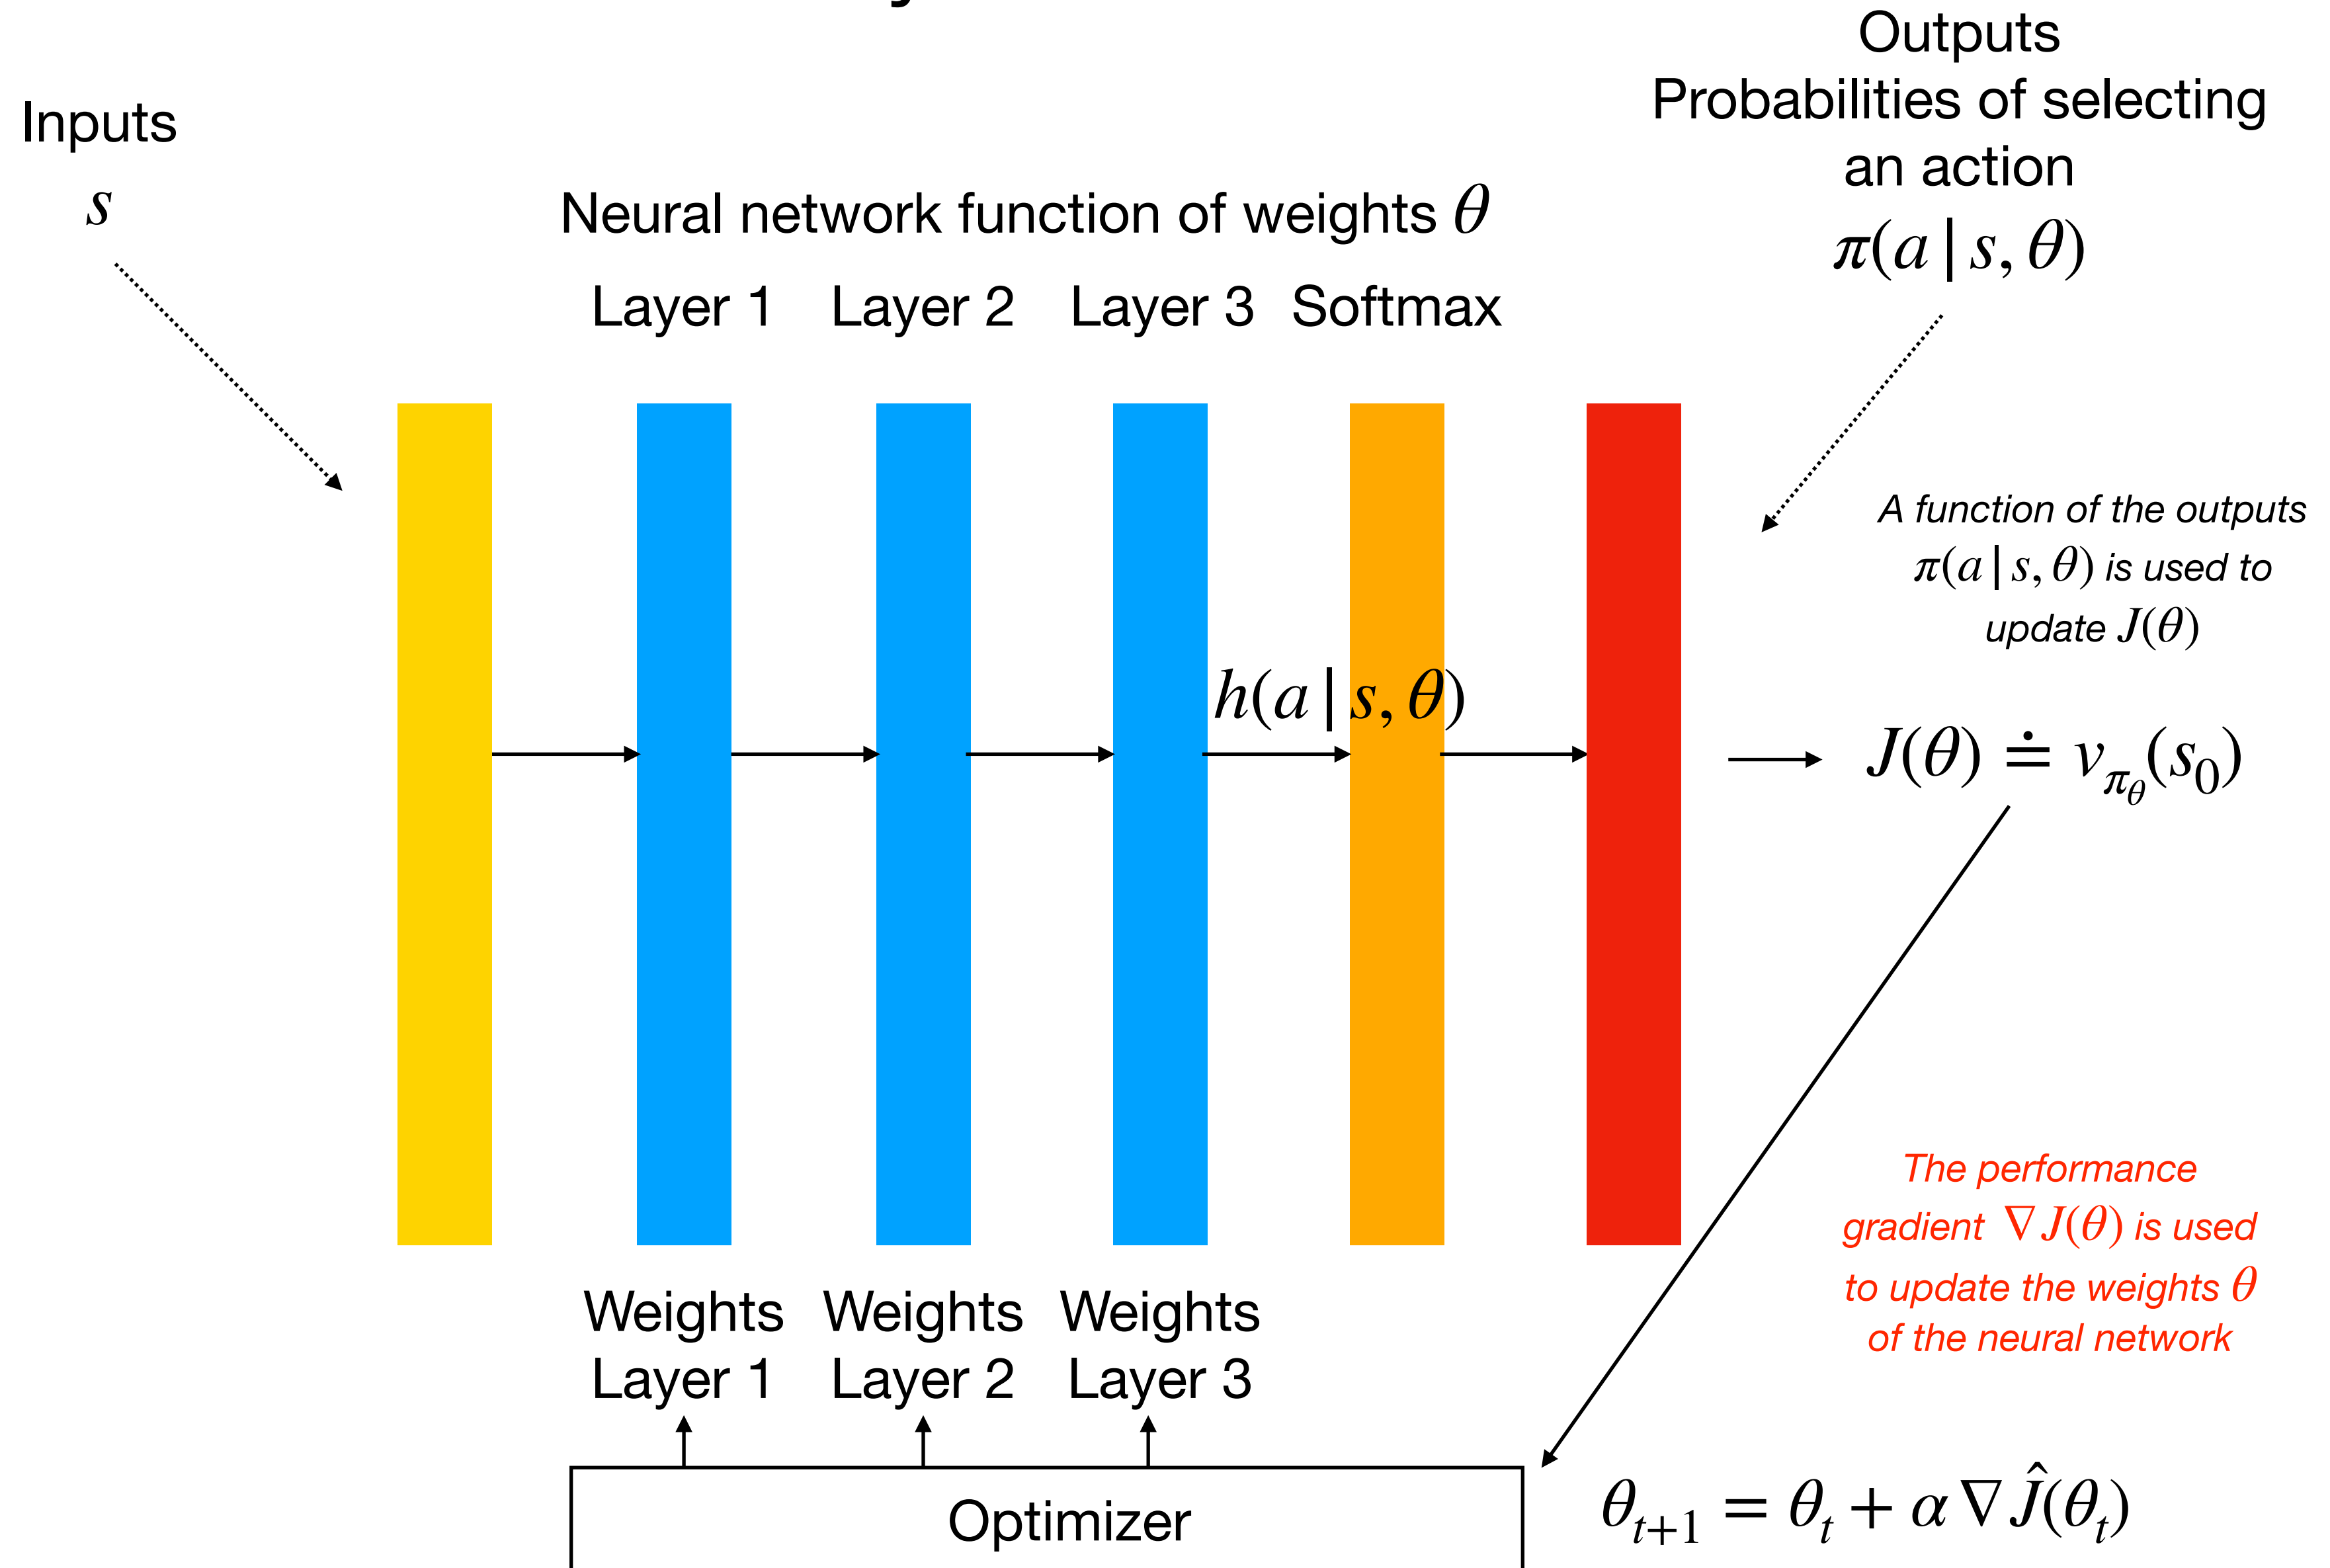 Inputs
s
Neural network function of weights θ
Layer 1 Layer 2 Layer 3 Softmax
Outputs
Probabilities of selecting
an action
π(a | s, θ)
A function of the outputs
π(a | s, θ) is used to
update J(θ)
h(a | s, θ)
J(θ) ≐ v_{π_θ}(s_0)
The performance
gradient ∇J(θ) is used
to update the weights θ
of the neural network
Weights Weights Weights
Layer 1 Layer 2 Layer 3
Optimizer
θ_{t+1} = θ_t + α ∇Ĵ(θ_t)